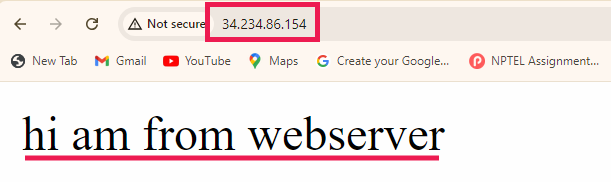 Not secure 34.234.86.154
New Tab Gmail YouTube Maps Create your Google... NPTEL Assignment...
hi am from webserver